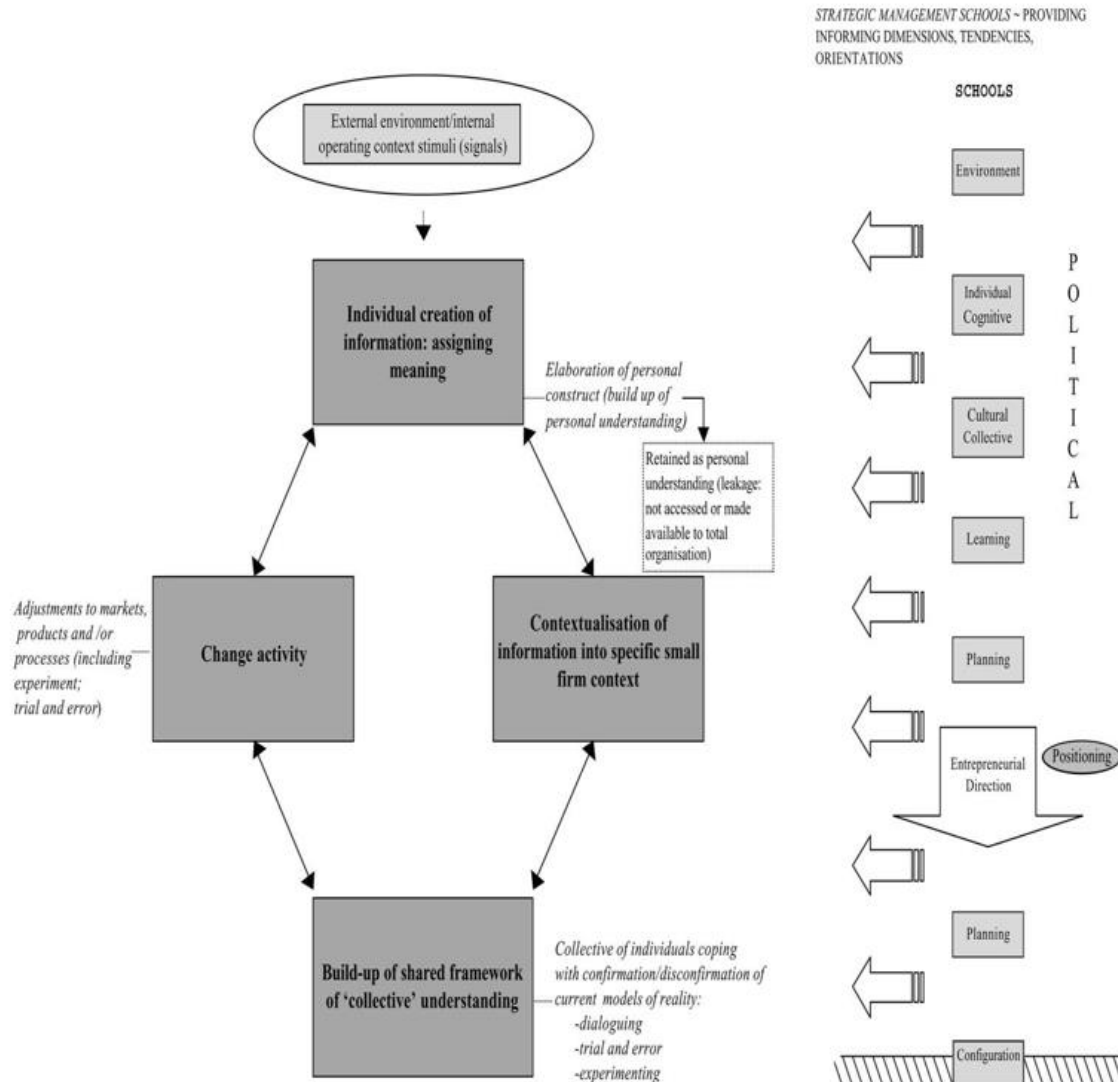 STRATEGIC MANAGEMENT SCHOOLS ~ PROVIDING
INFORMING DIMENSIONS, TENDENCIES,
ORIENTATIONS
SCHOOLS
External environment/internal
operating context stimuli (signals)
Individual creation of
information: assigning
meaning
Elaboration of personal
construct (build up of
personal understanding)
Retained as personal
understanding (leakage:
not accessed or made
available to total
organisation)
Adjustments to markets,
products and /or
processes (including
experiment;
trial and error)
Change activity
Contextualisation of
information into specific small
firm context
Build-up of shared framework
of ‘collective’ understanding
Collective of individuals coping
with confirmation/disconfirmation of
current models of reality:
-dialoguing
-trial and error
-experimenting
Environment
Individual
Cognitive
Cultural
Collective
Learning
Planning
Entrepreneurial
Direction
Positioning
Planning
Configuration
POLITICAL